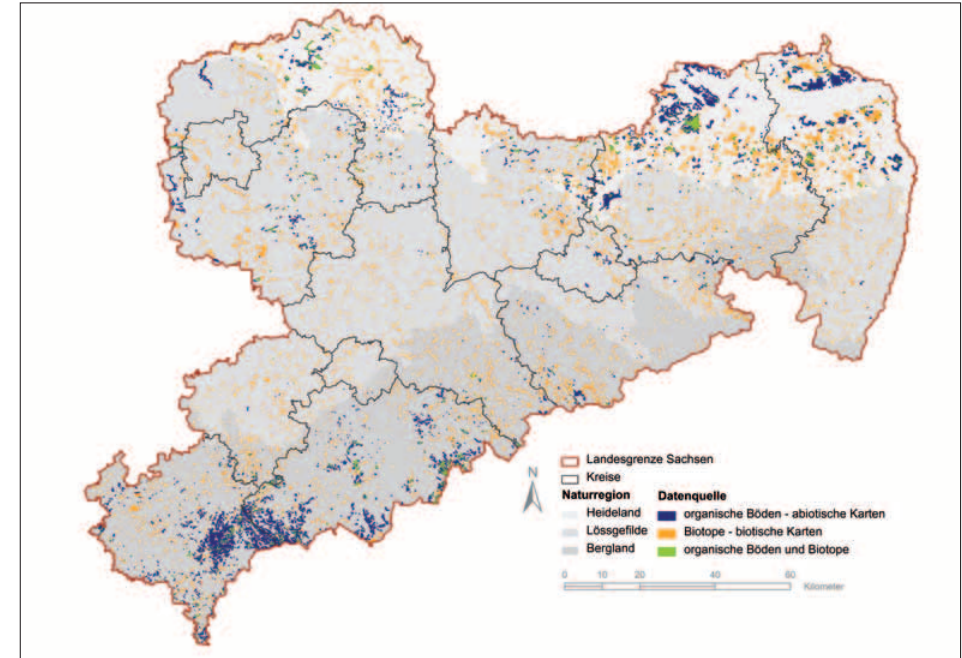 N
Landesgrenze Sachsen
Kreise
Naturregion Datenquelle
Heideland organische Böden - abiotische Karten
Lössgefilde Biotope - biotische Karten
Bergland organische Böden und Biotope
0 10 20 40 60
Kilometer